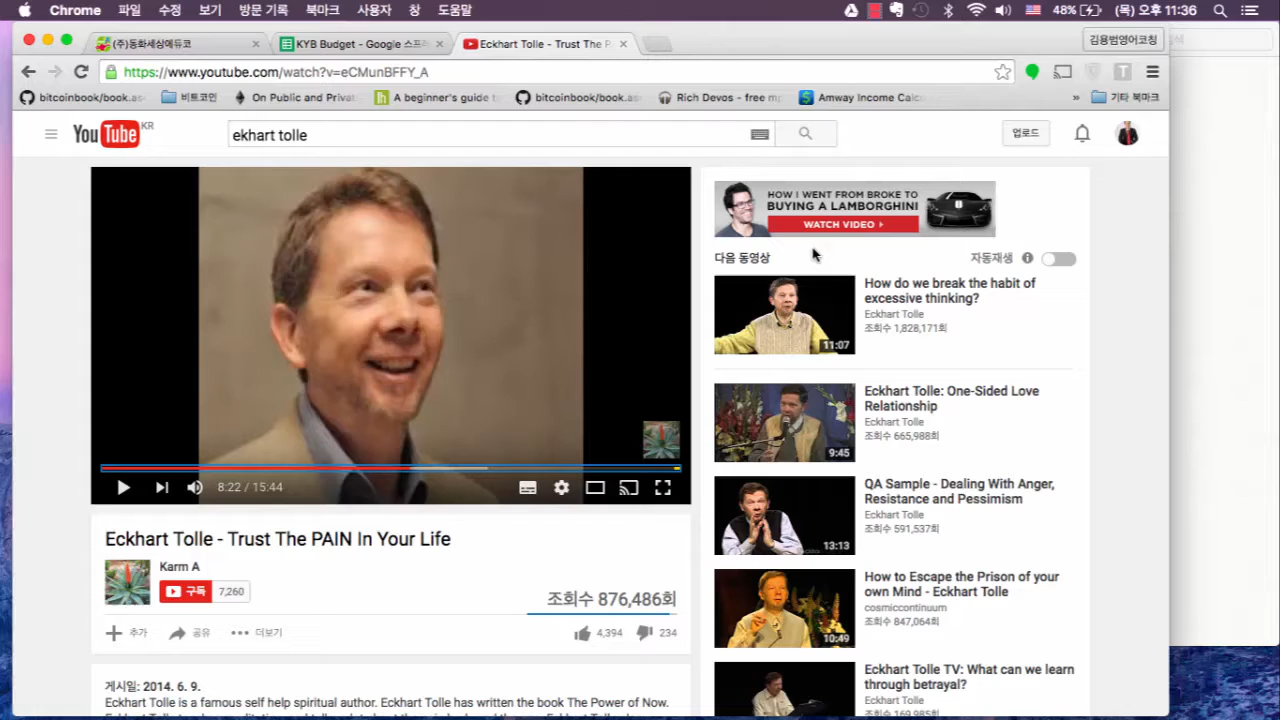 Chrome 파일 수정 보기 방문 기록 북마크 사용자 창 도움말 48% (목) 오후 11:36
(주)동화세상에듀코 KYB Budget - Google 스프 Eckhart Tolle - Trust The P 김용범영어코칭
https://www.youtube.com/watch?v=eCMunBFFY_A
bitcoinbook/book.as 비트코인 On Public and Privat A beginner's guide t bitcoinbook/book.as Rich Devos - free m Amway Income Calc » 기타 북마크
YouTube KR ekhart tolle 업로드
HOW I WENT FROM BROKE TO
BUYING A LAMBORGHINI
WATCH VIDEO
다음 동영상 자동재생
How do we break the habit of
excessive thinking?
Eckhart Tolle
조회수 1,828,171회
11:07
Eckhart Tolle: One-Sided Love
Relationship
Eckhart Tolle
조회수 665,988회
9:45
QA Sample - Dealing With Anger,
Resistance and Pessimism
Eckhart Tolle
조회수 591,537회
13:13
How to Escape the Prison of your
own Mind - Eckhart Tolle
cosmiccontinuum
조회수 847,064회
10:49
Eckhart Tolle TV: What can we learn
through betrayal?
Eckhart Tolle
조회수 169,985회
8:22 / 15:44
Eckhart Tolle - Trust The PAIN In Your Life
Karm A
구독 7,260
조회수 876,486회
추가 공유 더보기 4,394 234
게시일: 2014. 6. 9.
Eckhart Tolle is a famous self help spiritual author. Eckhart Tolle has written the book The Power of Now.